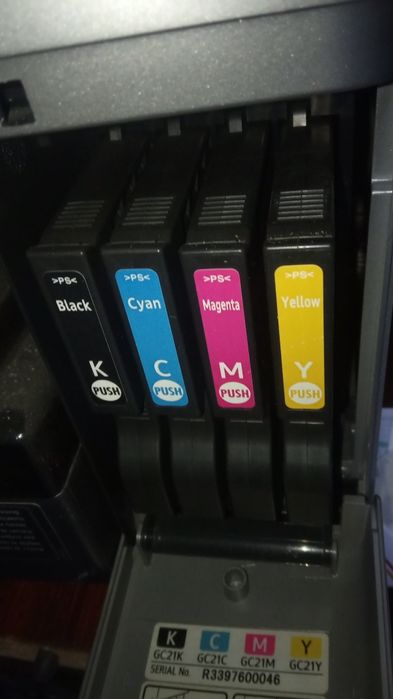 >PS<
Black
K
PUSH
>PS<
Cyan
C
PUSH
>PS<
Magenta
M
PUSH
>PS<
Yellow
Y
PUSH
K C M Y
GC21K GC21C GC21M GC21Y
SERIAL No. R3397600046